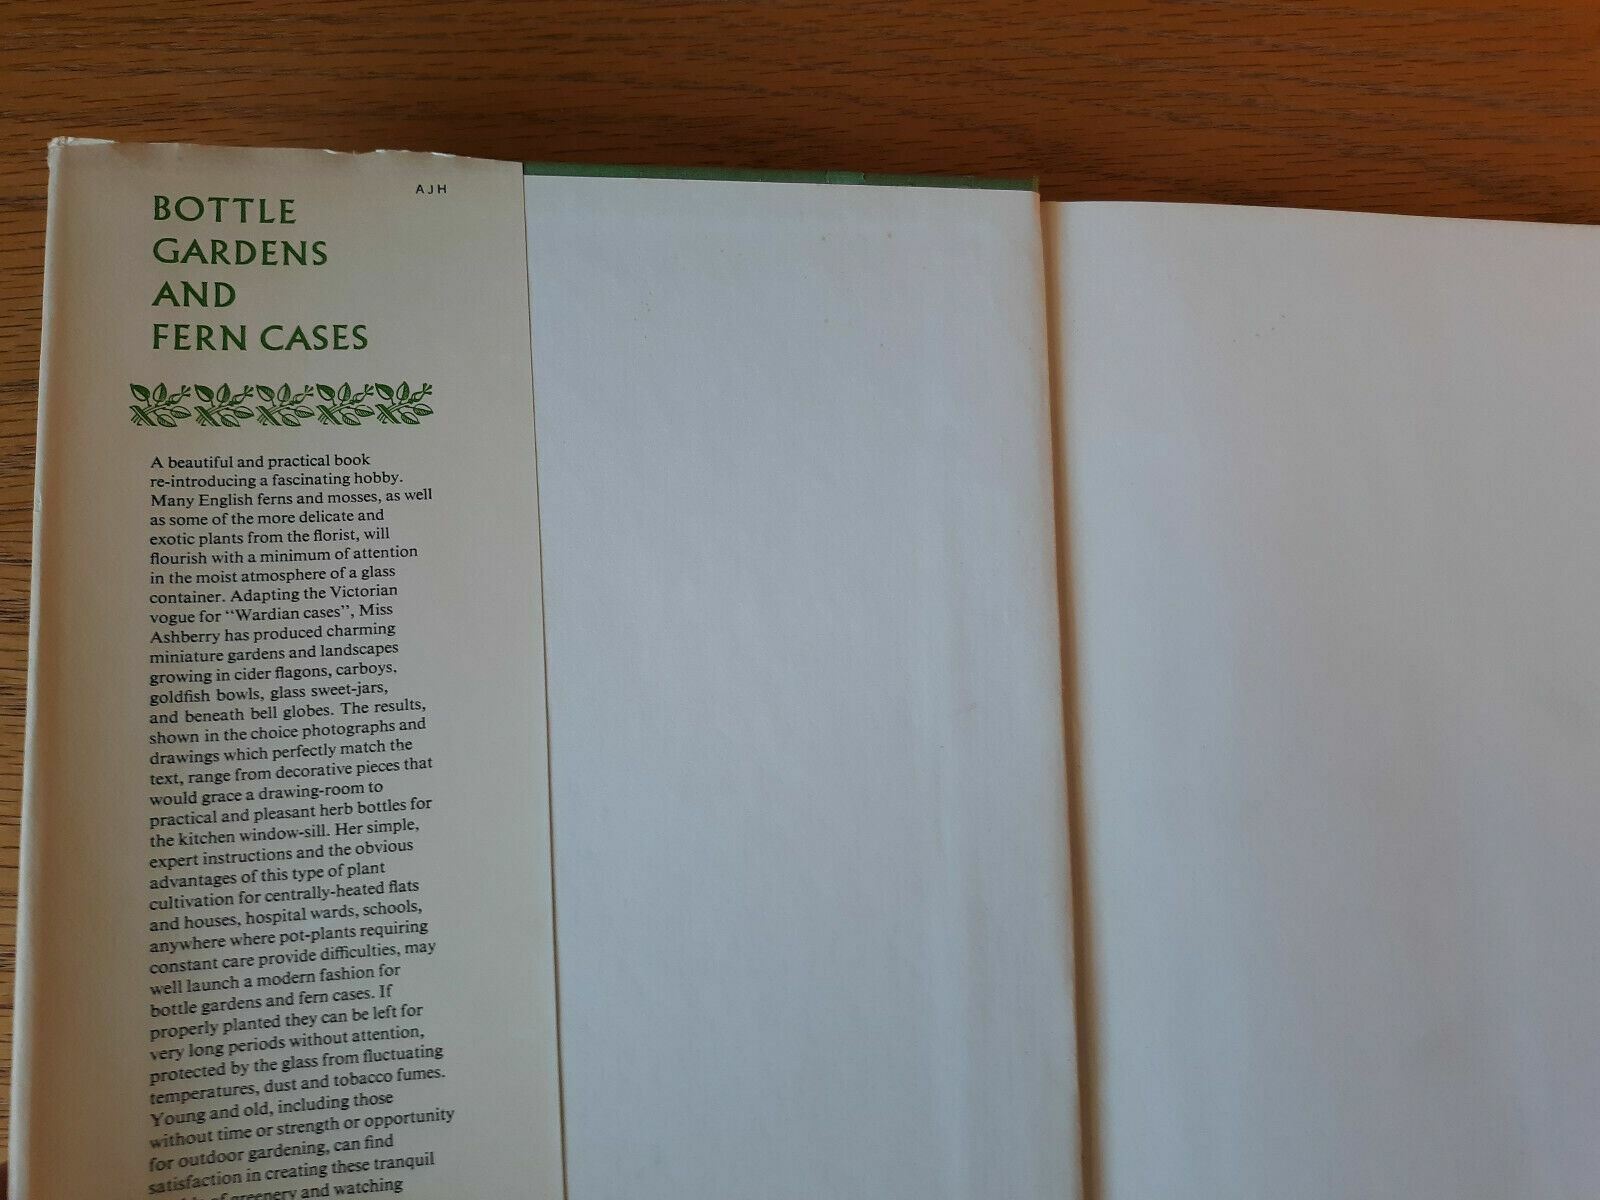 AJH
BOTTLE
GARDENS
AND
FERN CASES
A beautiful and practical book
re-introducing a fascinating hobby.
Many English ferns and mosses, as well
as some of the more delicate and
exotic plants from the florist, will
flourish with a minimum of attention
in the moist atmosphere of a glass
container. Adapting the Victorian
vogue for "Wardian cases", Miss
Ashberry has produced charming
miniature gardens and landscapes
growing in cider flagons, carboys,
goldfish bowls, glass sweet-jars,
and beneath bell globes. The results,
shown in the choice photographs and
drawings which perfectly match the
text, range from decorative pieces that
would grace a drawing-room to
practical and pleasant herb bottles for
the kitchen window-sill. Her simple,
expert instructions and the obvious
advantages of this type of plant
cultivation for centrally-heated flats
and houses, hospital wards, schools,
anywhere where pot-plants requiring
constant care provide difficulties, may
well launch a modern fashion for
bottle gardens and fern cases. If
properly planted they can be left for
very long periods without attention,
protected by the glass from fluctuating
temperatures, dust and tobacco fumes.
Young and old, including those
without time or strength or opportunity
for outdoor gardening, can find
satisfaction in creating these tranquil
of greenery and watching